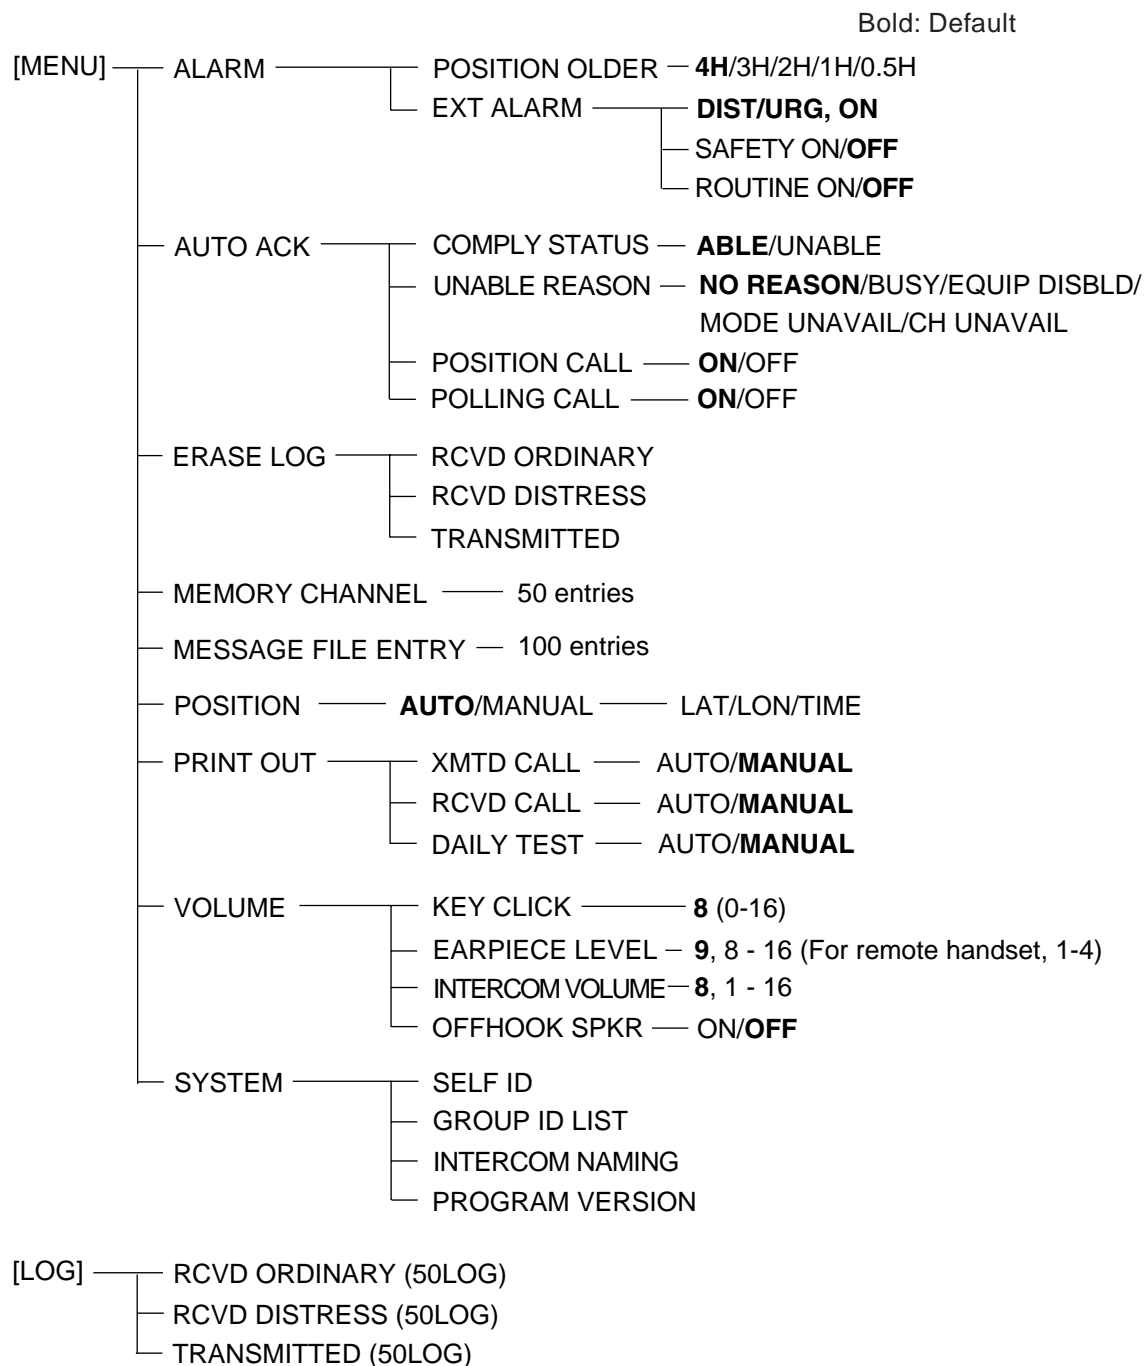 Bold: Default
[MENU] ALARM POSITION OLDER 4H/3H/2H/1H/0.5H
EXT ALARM DIST/URG, ON
SAFETY ON/OFF
ROUTINE ON/OFF
AUTO ACK COMPLY STATUS ABLE/UNABLE
UNABLE REASON NO REASON/BUSY/EQUIP DISBLD/
MODE UNAVAIL/CH UNAVAIL
POSITION CALL ON/OFF
POLLING CALL ON/OFF
ERASE LOG RCVD ORDINARY
RCVD DISTRESS
TRANSMITTED
MEMORY CHANNEL 50 entries
MESSAGE FILE ENTRY 100 entries
POSITION AUTO/MANUAL LAT/LON/TIME
PRINT OUT XMTD CALL AUTO/MANUAL
RCVD CALL AUTO/MANUAL
DAILY TEST AUTO/MANUAL
VOLUME KEY CLICK 8 (0-16)
EARPIECE LEVEL 9, 8 - 16 (For remote handset, 1-4)
INTERCOM VOLUME 8, 1 - 16
OFFHOOK SPKR ON/OFF
SYSTEM SELF ID
GROUP ID LIST
INTERCOM NAMING
PROGRAM VERSION
[LOG] RCVD ORDINARY (50LOG)
RCVD DISTRESS (50LOG)
TRANSMITTED (50LOG)